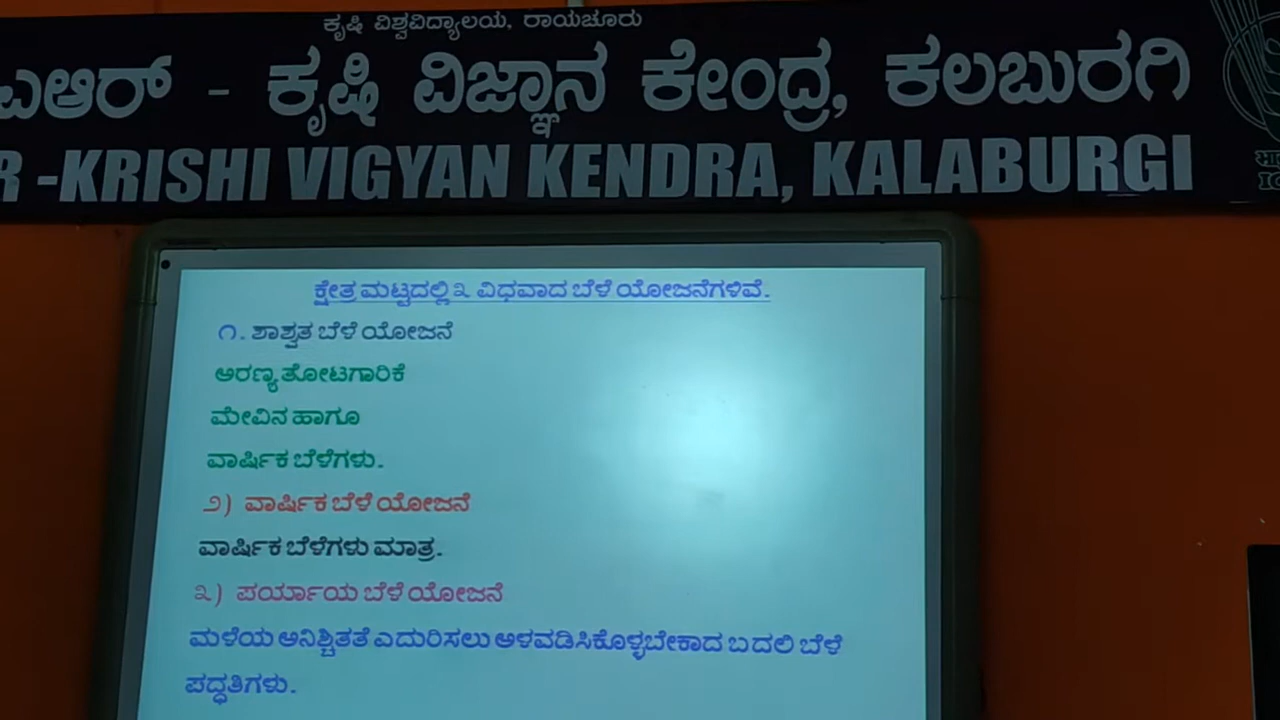 ಕೃಷಿ ವಿಶ್ವವಿದ್ಯಾಲಯ, ರಾಯಚೂರು
ಐಆರ್ - ಕೃಷಿ ವಿಜ್ಞಾನ ಕೇಂದ್ರ, ಕಲಬುರಗಿ
R -KRISHI VIGYAN KENDRA, KALABURGI
ಕ್ಷೇತ್ರ ಮಟ್ಟದಲ್ಲಿ ೩ ವಿಧವಾದ ಬೆಳೆ ಯೋಜನೆಗಳಿವೆ.
೧. ಶಾಶ್ವತ ಬೆಳೆ ಯೋಜನೆ
ಅರಣ್ಯ ತೋಟಗಾರಿಕೆ
ಮೇವಿನ ಹಾಗೂ
ವಾರ್ಷಿಕ ಬೆಳೆಗಳು.
೨) ವಾರ್ಷಿಕ ಬೆಳೆ ಯೋಜನೆ
ವಾರ್ಷಿಕ ಬೆಳೆಗಳು ಮಾತ್ರ.
೩) ಪರ್ಯಾಯ ಬೆಳೆ ಯೋಜನೆ
ಮಳೆಯ ಅನಿಶ್ಚಿತತೆ ಎದುರಿಸಲು ಅಳವಡಿಸಿಕೊಳ್ಳಬೇಕಾದ ಬದಲಿ ಬೆಳೆ
ಪದ್ಧತಿಗಳು.